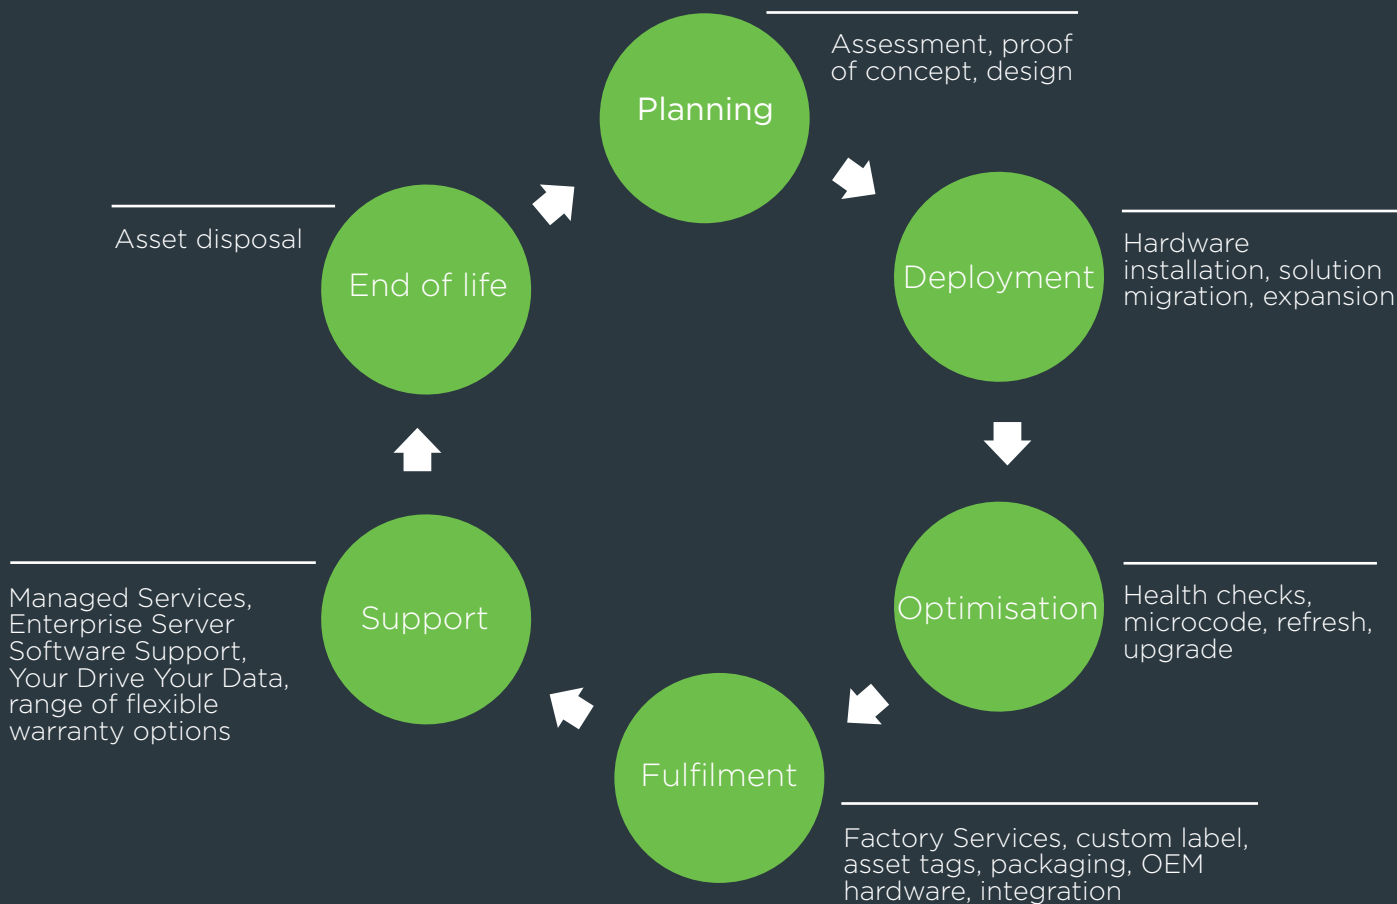 Planning
Assessment, proof
of concept, design
Deployment
Hardware
installation, solution
migration, expansion
Optimisation
Health checks,
microcode, refresh,
upgrade
Fulfilment
Factory Services, custom label,
asset tags, packaging, OEM
hardware, integration
Support
Managed Services,
Enterprise Server
Software Support,
Your Drive Your Data,
range of flexible
warranty options
End of life
Asset disposal